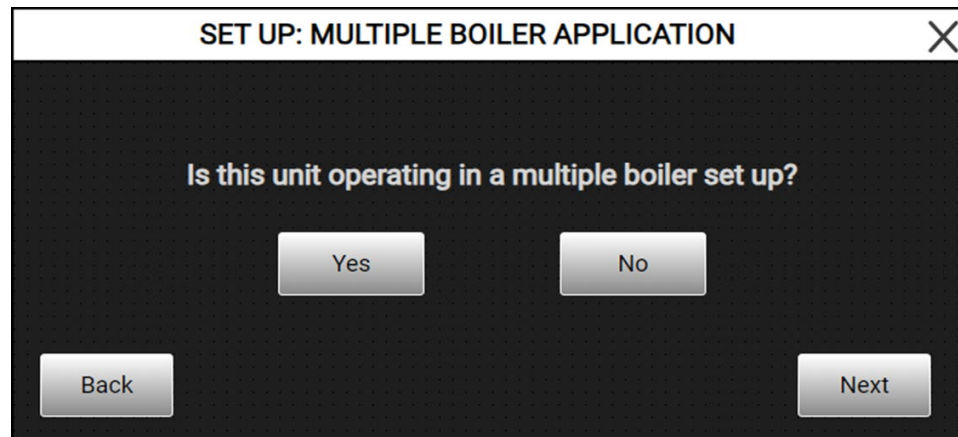 SET UP: MULTIPLE BOILER APPLICATION
Is this unit operating in a multiple boiler set up?
Yes
No
Back
Next